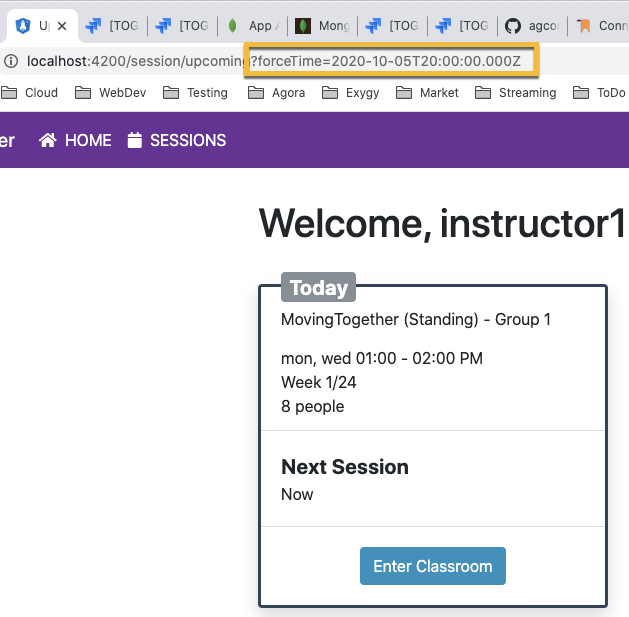 U
[TOG
[TOG
App
Mong
[TOG
[TOG
agcor
Conn
localhost:4200/session/upcoming?forceTime=2020-10-05T20:00:00.000Z
Cloud
WebDev
Testing
Agora
Exygy
Market
Streaming
ToDo
er
HOME
SESSIONS
Welcome, instructor1
Today
MovingTogether (Standing) - Group 1
mon, wed 01:00 - 02:00 PM
Week 1/24
8 people
Next Session
Now
Enter Classroom